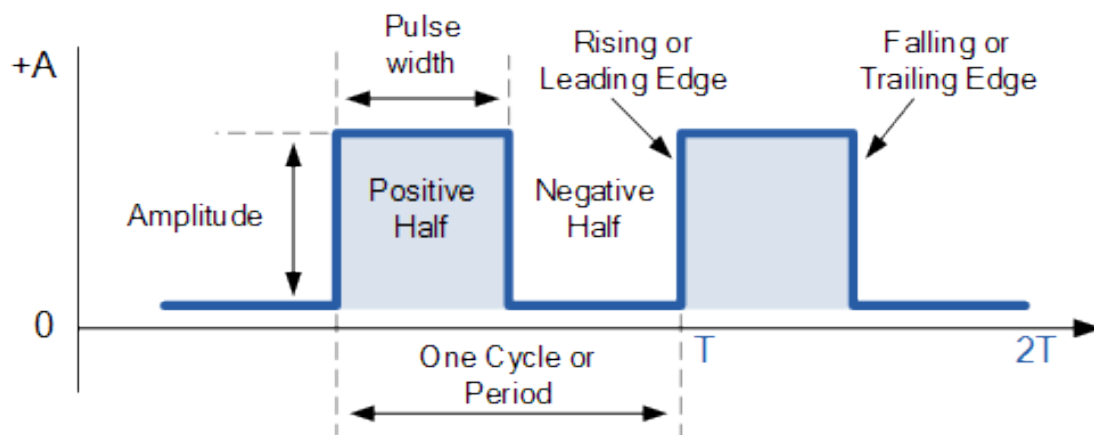 Pulse
width
Rising or
Leading Edge
Falling or
Trailing Edge
+A
Amplitude
Positive
Half
Negative
Half
0
T
2T
One Cycle or
Period